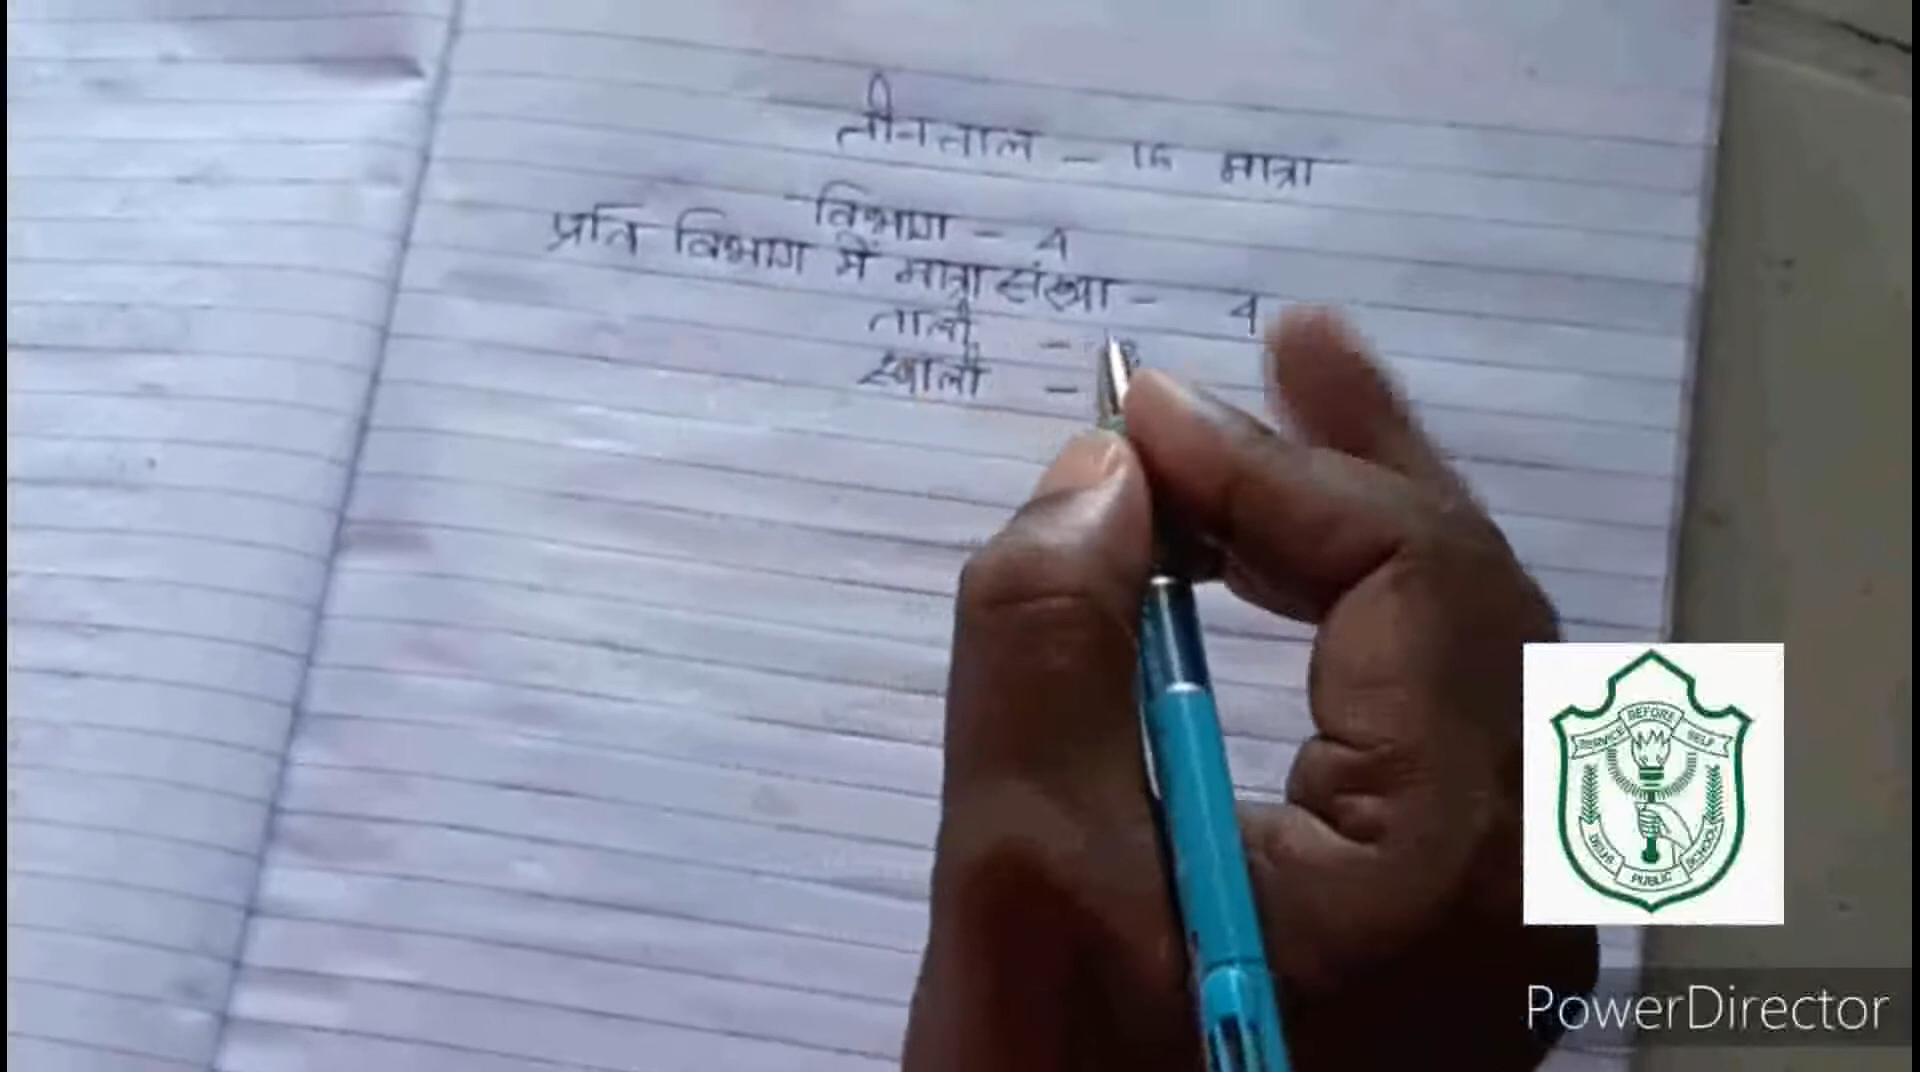 तीनताल - 16 मात्रा
विभाग - 4
प्रति विभाग में मात्रा संख्या - 4
ताली -
खाली -
SERVICE BEFORE SELF
DELHI PUBLIC SCHOOL
PowerDirector